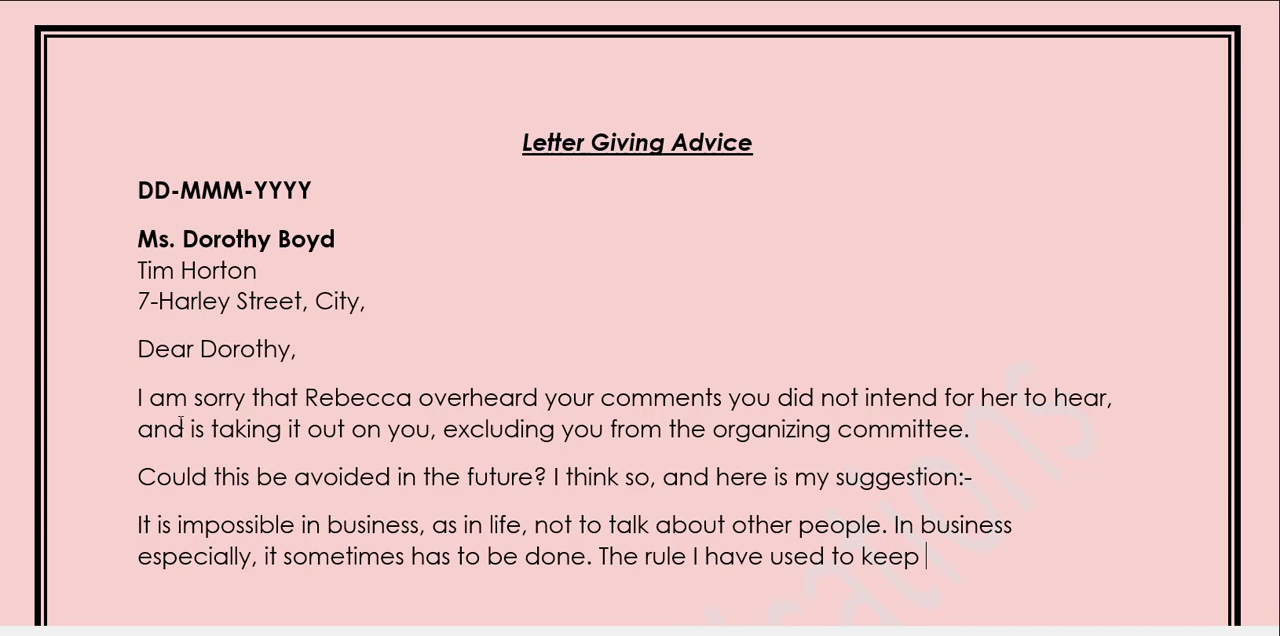 Letter Giving Advice
DD-MMM-YYYY
Ms. Dorothy Boyd
Tim Horton
7-Harley Street, City,
Dear Dorothy,
I am sorry that Rebecca overheard your comments you did not intend for her to hear,
and is taking it out on you, excluding you from the organizing committee.
Could this be avoided in the future? I think so, and here is my suggestion:-
It is impossible in business, as in life, not to talk about other people. In business
especially, it sometimes has to be done. The rule I have used to keep